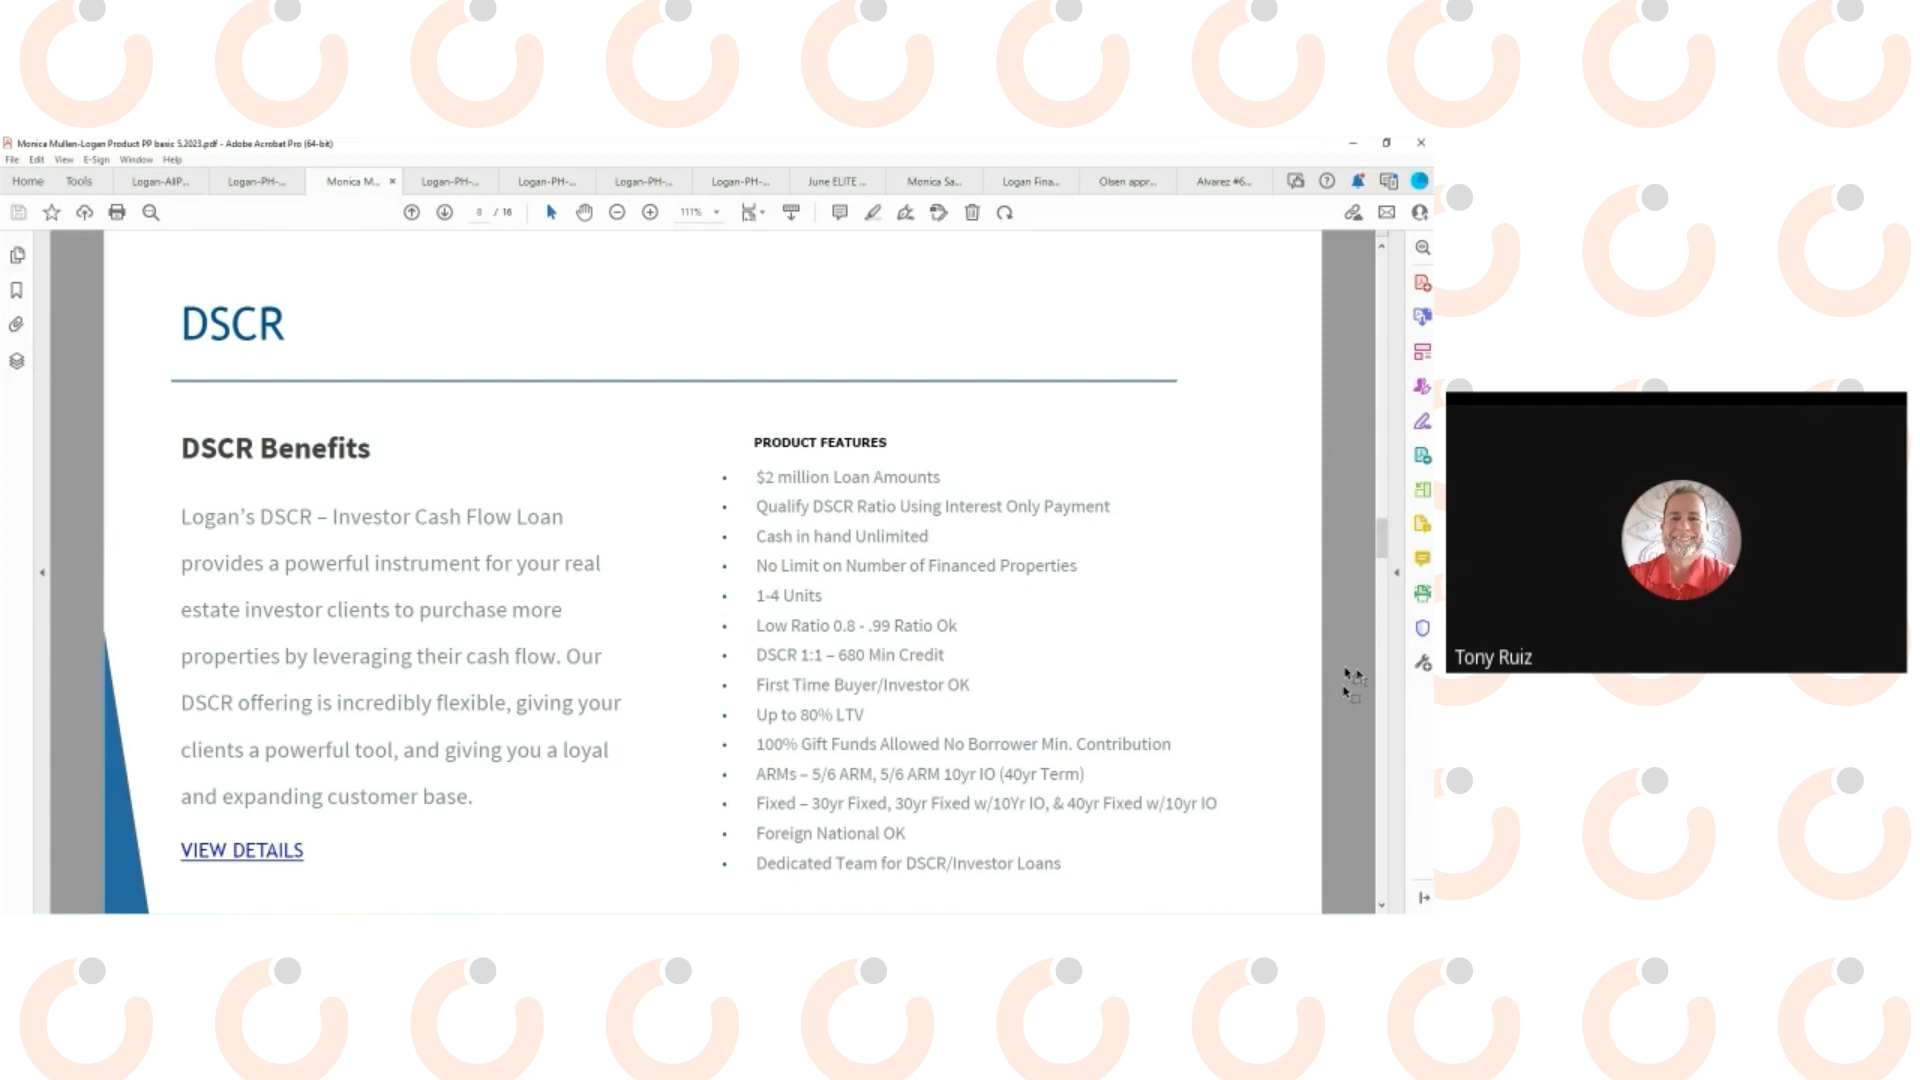 Monica Mullen-Logan Product PP basic 5.2023.pdf - Adobe Acrobat Pro (64-bit)
File Edit View E-Sign Window Help
Home Tools Logan-AllP... Logan-PH-... Monica M... Logan-PH-... Logan-PH-... Logan-PH-... Logan-PH-... June ELITE ... Monica Sa... Logan Fina... Olsen appr... Alvarez #6...
8 / 16 111%
DSCR
DSCR Benefits
Logan’s DSCR – Investor Cash Flow Loan
provides a powerful instrument for your real
estate investor clients to purchase more
properties by leveraging their cash flow. Our
DSCR offering is incredibly flexible, giving your
clients a powerful tool, and giving you a loyal
and expanding customer base.
VIEW DETAILS
PRODUCT FEATURES
• $2 million Loan Amounts
• Qualify DSCR Ratio Using Interest Only Payment
• Cash in hand Unlimited
• No Limit on Number of Financed Properties
• 1-4 Units
• Low Ratio 0.8 - .99 Ratio Ok
• DSCR 1:1 – 680 Min Credit
• First Time Buyer/Investor OK
• Up to 80% LTV
• 100% Gift Funds Allowed No Borrower Min. Contribution
• ARMs – 5/6 ARM, 5/6 ARM 10yr IO (40yr Term)
• Fixed – 30yr Fixed, 30yr Fixed w/10Yr IO, & 40yr Fixed w/10yr IO
• Foreign National OK
• Dedicated Team for DSCR/Investor Loans
Tony Ruiz